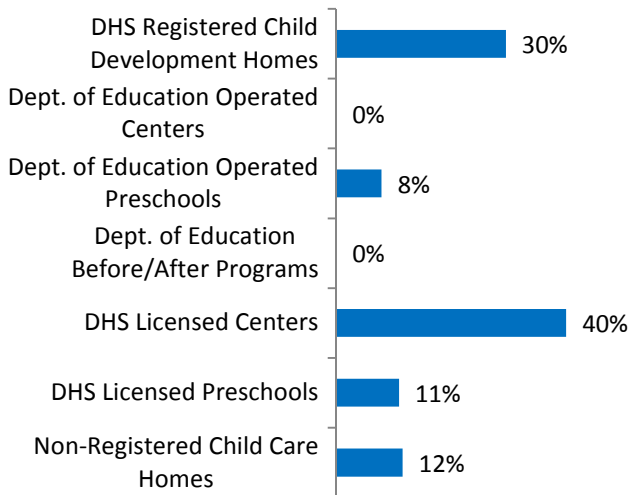 DHS Registered Child
Development Homes
30%
Dept. of Education Operated
Centers
0%
Dept. of Education Operated
Preschools
8%
Dept. of Education
Before/After Programs
0%
DHS Licensed Centers
40%
DHS Licensed Preschools
11%
Non-Registered Child Care
Homes
12%